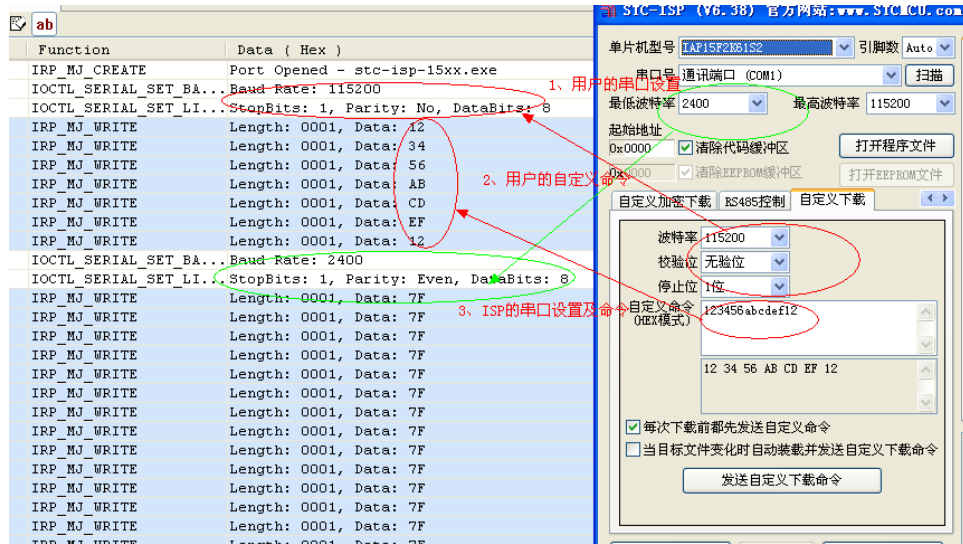 ab
Function Data ( Hex )
IRP_MJ_CREATE Port Opened - stc-isp-15xx.exe
IOCTL_SERIAL_SET_BA...Baud Rate: 115200
IOCTL_SERIAL_SET_LI...StopBits: 1, Parity: No, DataBits: 8
IRP_MJ_WRITE Length: 0001, Data: 12
IRP_MJ_WRITE Length: 0001, Data: 34
IRP_MJ_WRITE Length: 0001, Data: 56
IRP_MJ_WRITE Length: 0001, Data: AB
IRP_MJ_WRITE Length: 0001, Data: CD
IRP_MJ_WRITE Length: 0001, Data: EF
IRP_MJ_WRITE Length: 0001, Data: 12
IOCTL_SERIAL_SET_BA...Baud Rate: 2400
IOCTL_SERIAL_SET_LI...StopBits: 1, Parity: Even, DataBits: 8
IRP_MJ_WRITE Length: 0001, Data: 7F
IRP_MJ_WRITE Length: 0001, Data: 7F
IRP_MJ_WRITE Length: 0001, Data: 7F
IRP_MJ_WRITE Length: 0001, Data: 7F
IRP_MJ_WRITE Length: 0001, Data: 7F
IRP_MJ_WRITE Length: 0001, Data: 7F
IRP_MJ_WRITE Length: 0001, Data: 7F
IRP_MJ_WRITE Length: 0001, Data: 7F
IRP_MJ_WRITE Length: 0001, Data: 7F
IRP_MJ_WRITE Length: 0001, Data: 7F
IRP_MJ_WRITE Length: 0001, Data: 7F
IRP_MJ_WRITE Length: 0001, Data: 7F
IRP_MJ_WRITE Length: 0001, Data: 7F
1、用户的串口设置
2、用户的自定义命令
3、ISP的串口设置及命令
STC-ISP (V6.38) 官方网站:www.STCMCU.com
单片机型号 IAP15F2K61S2 引脚数 Auto
串口号 通讯端口 (COM1) 扫描
最低波特率 2400 最高波特率 115200
起始地址
0x0000 清除代码缓冲区 打开程序文件
0x0000 清除EEPROM缓冲区 打开EEPROM文件
自定义加密下载 RS485控制 自定义下载
波特率 115200
校验位 无验位
停止位 1位
自定义命令 123456abcdef12
(HEX模式)
12 34 56 AB CD EF 12
每次下载前都先发送自定义命令
当目标文件变化时自动装载并发送自定义下载命令
发送自定义下载命令